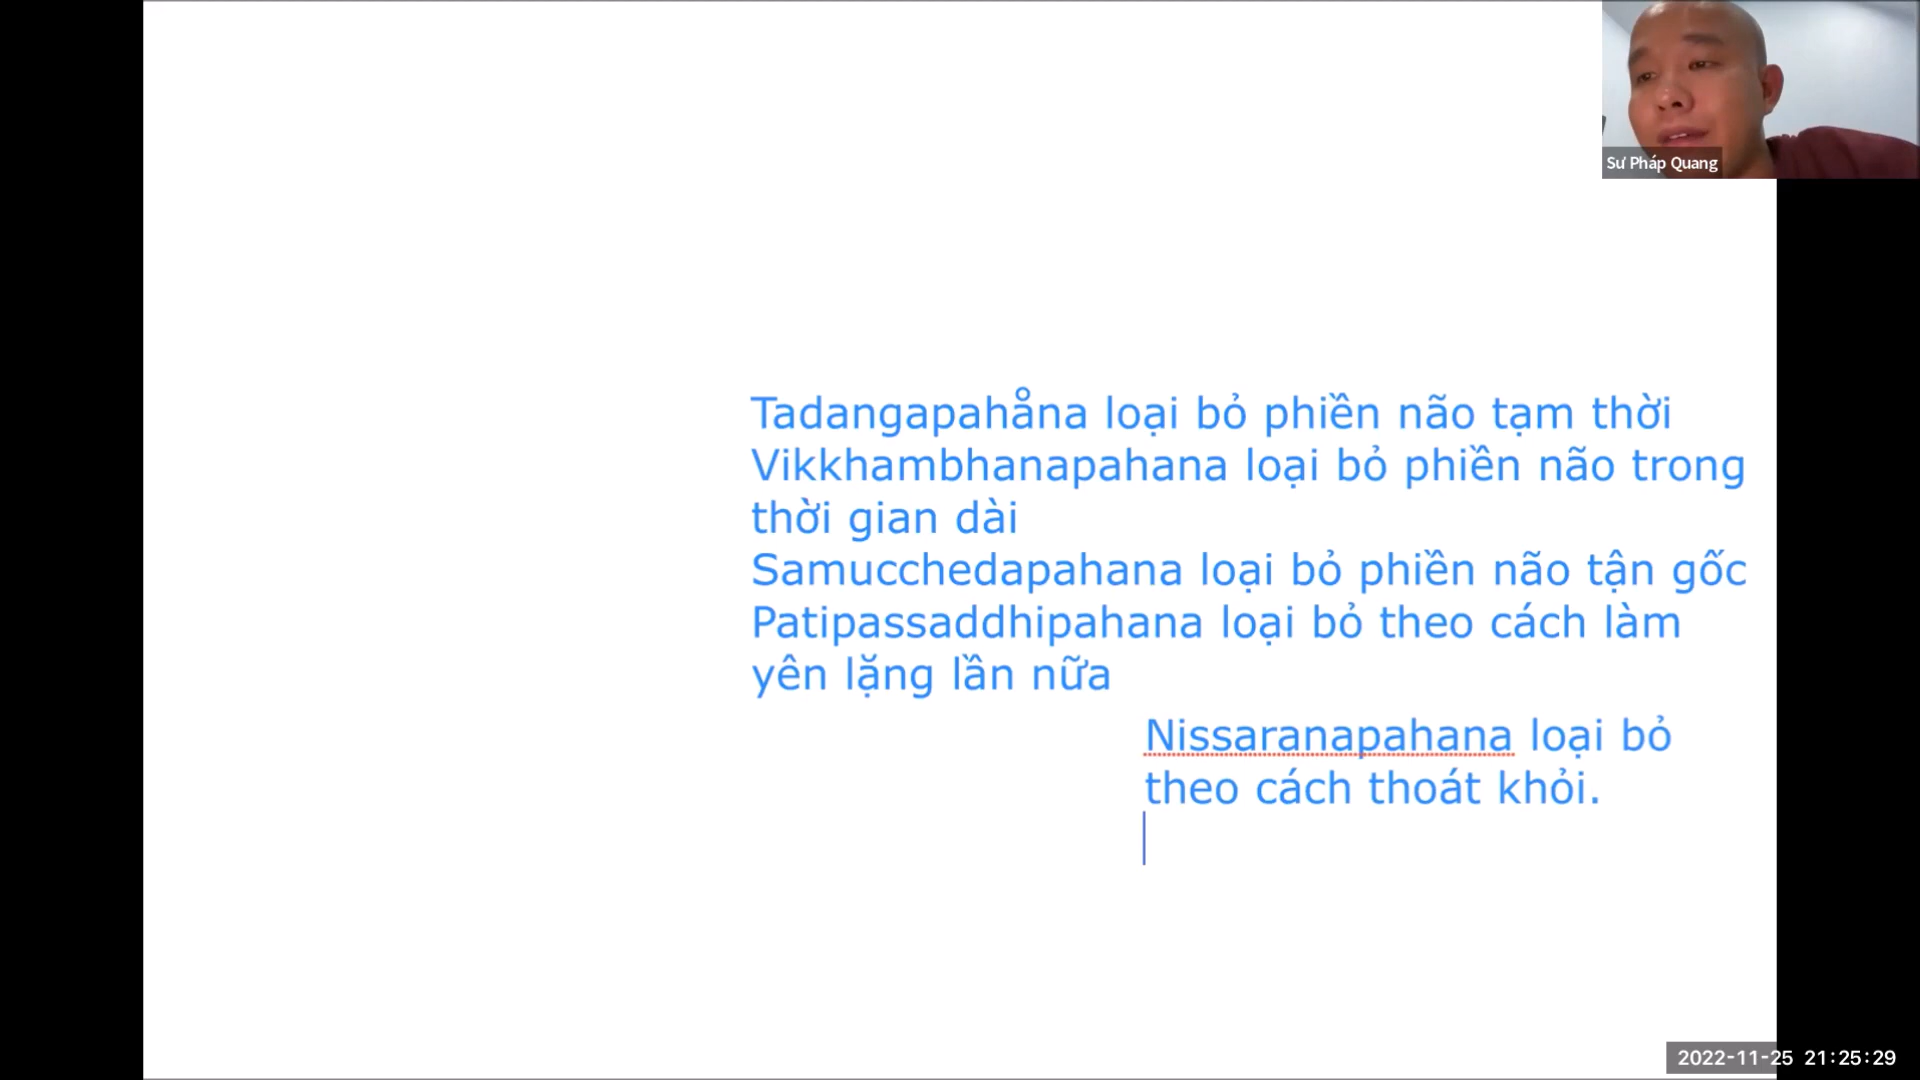 Sư Pháp Quang
Tadangapahẳna loại bỏ phiền não tạm thời
Vikkhambhanapahana loại bỏ phiền não trong
thời gian dài
Samucchedapahana loại bỏ phiền não tận gốc
Patipassaddhipahana loại bỏ theo cách làm
yên lặng lần nữa
Nissaranapahana loại bỏ
theo cách thoát khỏi.
2022-11-25 21:25:29